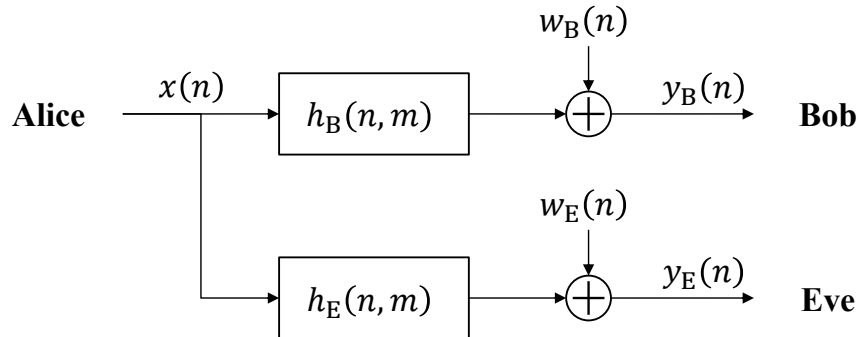 w_B(n)
Alice x(n) h_B(n, m) y_B(n) Bob
w_E(n)
h_E(n, m) y_E(n) Eve